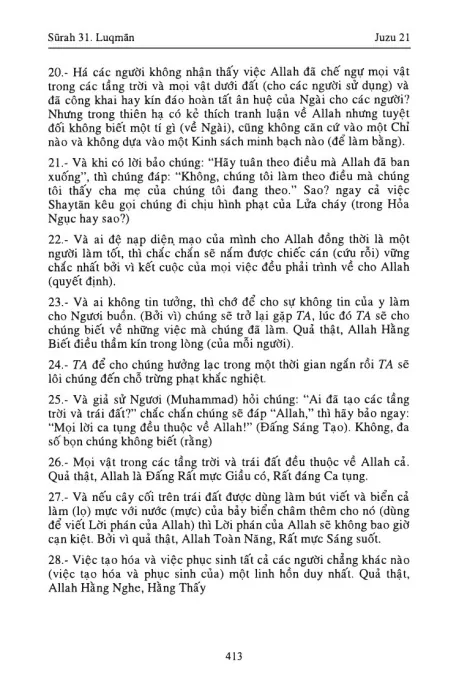 Sūrah 31. Luqmān
Juzu 21
20.- Há các người không nhận thấy việc Allah đã chế ngự mọi vật
trong các tầng trời và mọi vật dưới đất (cho các người sử dụng) và
đã công khai hay kín đáo hoàn tất ân huệ của Ngài cho các người?
Nhưng trong thiên hạ có kẻ thích tranh luận về Allah nhưng tuyệt
đối không biết một tí gì (về Ngài), cũng không căn cứ vào một Chỉ
nào và không dựa vào một Kinh sách minh bạch nào (để làm bằng).
21.- Và khi có lời bảo chúng: “Hãy tuân theo điều mà Allah đã ban
xuống”, thì chúng đáp: “Không, chúng tôi làm theo điều mà chúng
tôi thấy cha mẹ của chúng tôi đang theo.” Sao? ngay cả việc
Shaytān kêu gọi chúng đi chịu hình phạt của Lửa cháy (trong Hỏa
Ngục hay sao?)
22.- Và ai đệ nạp diện mạo của mình cho Allah đồng thời là một
người làm tốt, thì chắc chắn sẽ nắm được chiếc cán (cứu rỗi) vững
chắc nhất bởi vì kết cuộc của mọi việc đều phải trình về cho Allah
(quyết định).
23.- Và ai không tin tưởng, thì chớ để cho sự không tin của y làm
cho Ngươi buồn. (Bởi vì) chúng sẽ trở lại gặp TA, lúc đó TA sẽ cho
chúng biết về những việc mà chúng đã làm. Quả thật, Allah Hằng
Biết điều thầm kín trong lòng (của mỗi người).
24.- TA để cho chúng hưởng lạc trong một thời gian ngắn rồi TA sẽ
lôi chúng đến chỗ trừng phạt khắc nghiệt.
25.- Và giả sử Ngươi (Muhammad) hỏi chúng: “Ai đã tạo các tầng
trời và trái đất?” chắc chắn chúng sẽ đáp “Allah,” thì hãy bảo ngay:
“Mọi lời ca tụng đều thuộc về Allah!” (Đấng Sáng Tạo). Không, đa
số bọn chúng không biết (rằng)
26.- Mọi vật trong các tầng trời và trái đất đều thuộc về Allah cả.
Quả thật, Allah là Đấng Rất mực Giầu có, Rất đáng Ca tụng.
27.- Và nếu cây cối trên trái đất được dùng làm bút viết và biển cả
làm (lọ) mực với nước (mực) của bảy biển châm thêm cho nó (dùng
để viết Lời phán của Allah) thì Lời phán của Allah sẽ không bao giờ
cạn kiệt. Bởi vì quả thật, Allah Toàn Năng, Rất mực Sáng suốt.
28.- Việc tạo hóa và việc phục sinh tất cả các người chẳng khác nào
(việc tạo hóa và phục sinh của) một linh hồn duy nhất. Quả thật,
Allah Hằng Nghe, Hằng Thấy
413